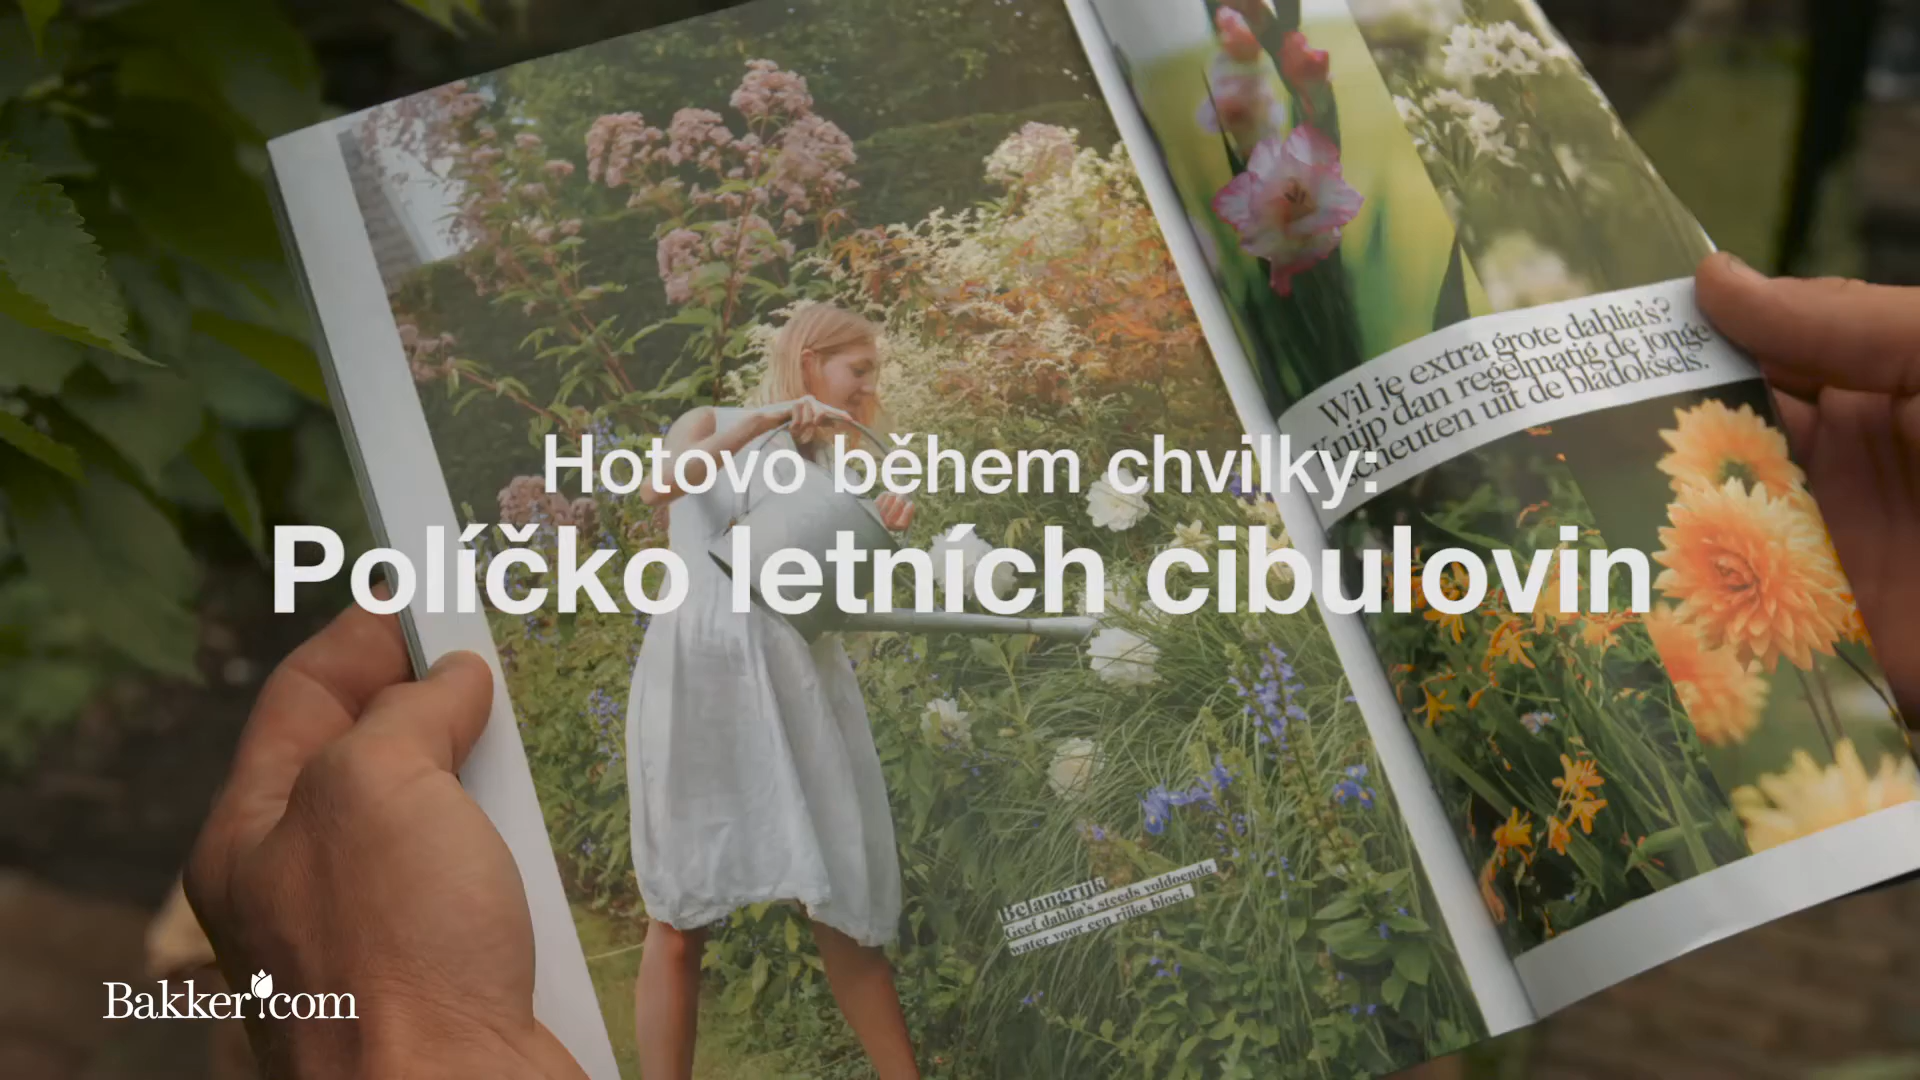 Wil je extra grote dahlia's?
Knijp dan regelmatig de jonge
scheuten uit de bladoksels.
Hotovo během chvilky:
Políčko letních cibulovin
Belangrijk
Geef dahlia's steeds voldoende
water voor een rijke bloei.
Bakker.com